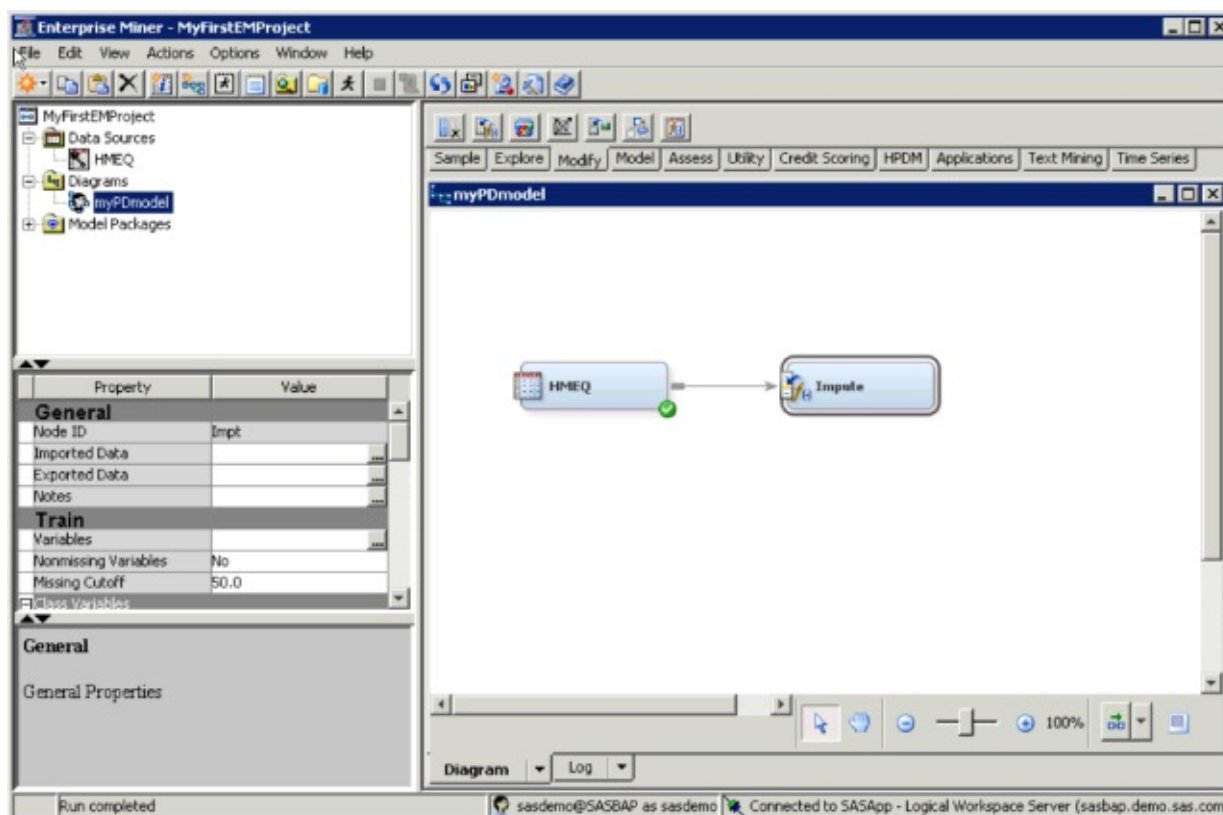 Enterprise Miner - MyFirstEMProject
File Edit View Actions Options Window Help
MyFirstEMProject
Data Sources
HMEQ
Diagrams
myPDmodel
Model Packages
Sample Explore Modify Model Assess Utility Credit Scoring HPDM Applications Text Mining Time Series
myPDmodel
HMEQ
Impute
Property Value
General
Node ID Impt
Imported Data ...
Exported Data ...
Notes ...
Train
Variables ...
Nonmissing Variables No
Missing Cutoff 50.0
Class Variables
General
General Properties
100%
Diagram Log
Run completed
sasdemo@SASBAP as sasdemo
Connected to SASApp - Logical Workspace Server (sasbap.demo.sas.com